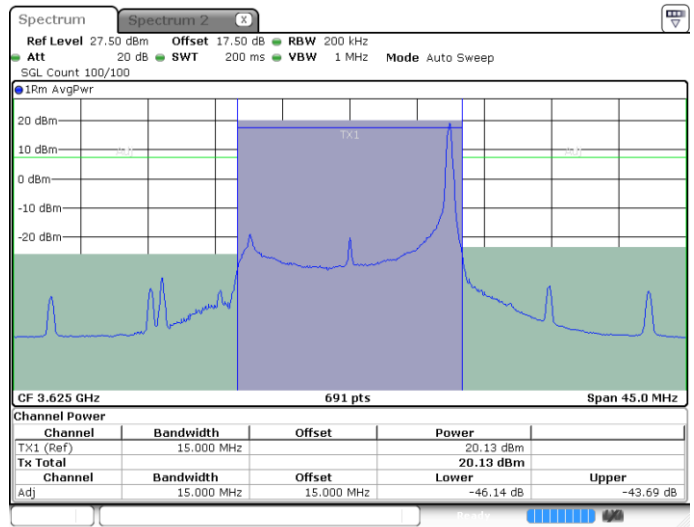 Spectrum Spectrum 2 X
Ref Level 27.50 dBm Offset 17.50 dB RBW 200 kHz
Att 20 dB SWT 200 ms VBW 1 MHz Mode Auto Sweep
SGL Count 100/100
1Rm AvgPwr
20 dBm
TX1
10 dBm
Adj Adj
0 dBm
-10 dBm
-20 dBm
CF 3.625 GHz 691 pts Span 45.0 MHz
Channel Power
Channel Bandwidth Offset Power
TX1 (Ref) 15.000 MHz 20.13 dBm
Tx Total 20.13 dBm
Channel Bandwidth Offset Lower Upper
Adj 15.000 MHz 15.000 MHz -46.14 dB -43.69 dB
Ready